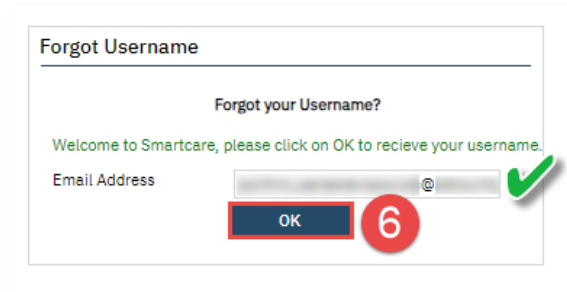 Forgot Username
Forgot your Username?
Welcome to Smartcare, please click on OK to recieve your username.
Email Address
@
OK
6